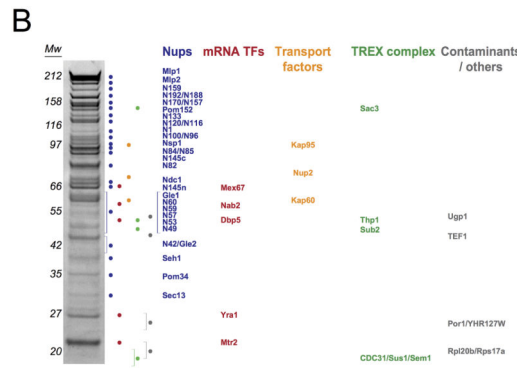 B
Mw Nups mRNA TFs Transport factors TREX complex Contaminants / others
212 Mlp1
Mlp2
N159
N192/N188
158 N170/N157
Pom152 Sac3
N133
116 N120/N116
N1
N100/N96
97 Nsp1 Kap95
N84/N85
N145c
N82
Nup2
Ndc1
66 N145n Mex67
Gle1
N60 Nab2 Kap60
N59
55 N57 Ugp1
N53 Dbp5 Thp1
N49 Sub2
TEF1
42 N42/Gle2
Seh1
35 Pom34
Sec13
27 Yra1
Por1/YHR127W
22 Mtr2
20 CDC31/Sus1/Sem1 Rpl20b/Rps17a